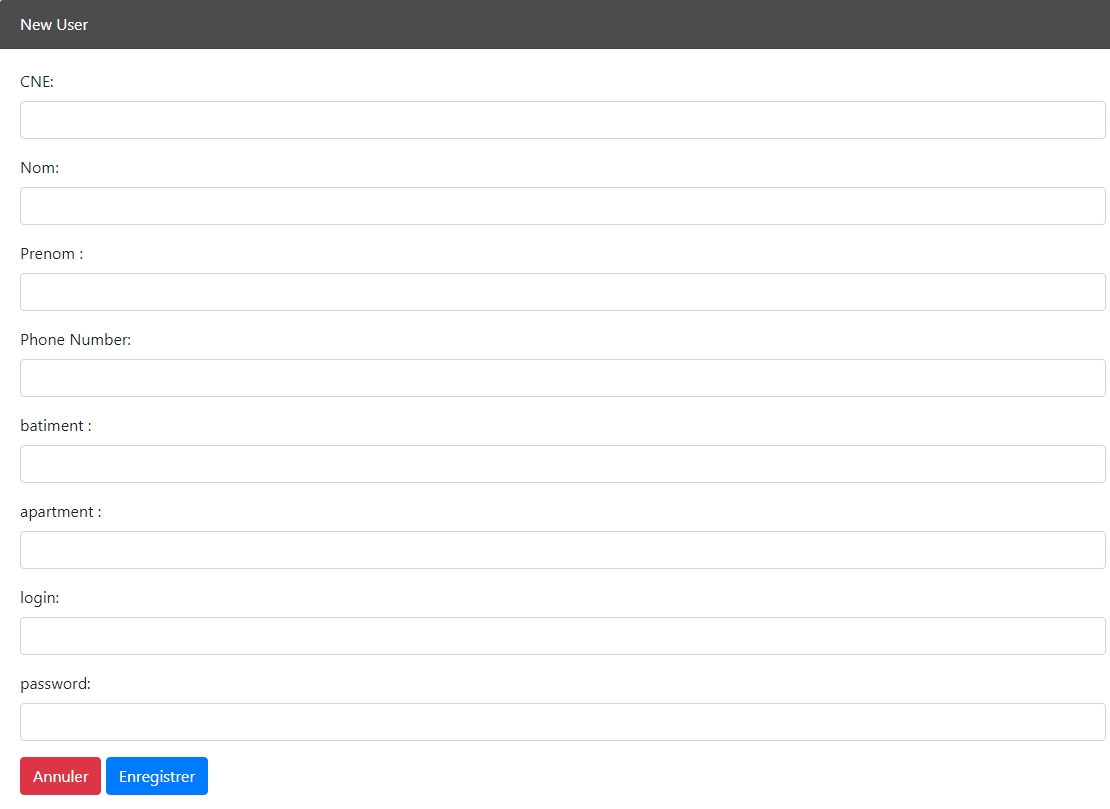 New User
CNE:
Nom:
Prenom :
Phone Number:
batiment :
apartment :
login:
password:
Annuler Enregistrer